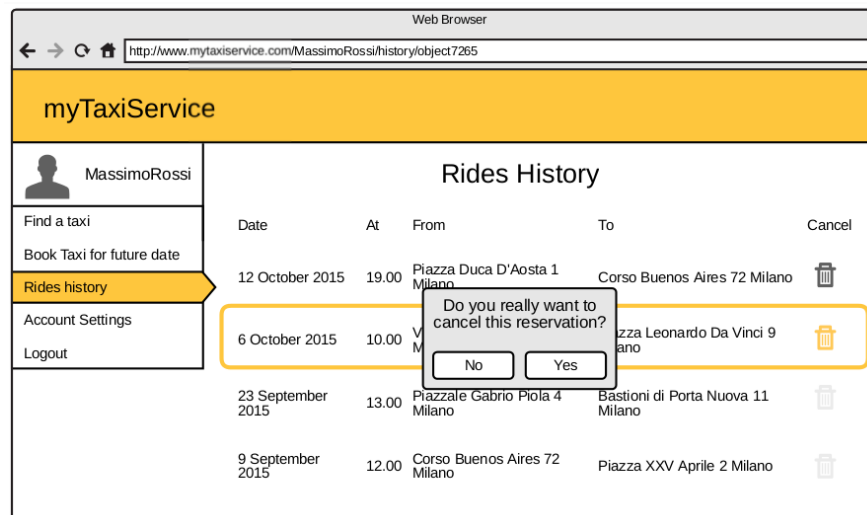 Web Browser
http://www.mytaxiservice.com/MassimoRossi/history/object7265
myTaxiService
MassimoRossi
Find a taxi
Book Taxi for future date
Rides history
Account Settings
Logout
Rides History
Date At From To Cancel
12 October 2015 19.00 Piazza Duca D'Aosta 1
Milano
Corso Buenos Aires 72 Milano
Do you really want to
cancel this reservation?
No Yes
6 October 2015 10.00
Leonardo Da Vinci 9
23 September
2015
13.00
Piazzale Gabrio Piola 4
Milano
Bastioni di Porta Nuova 11
Milano
9 September
2015
12.00
Corso Buenos Aires 72
Milano
Piazza XXV Aprile 2 Milano